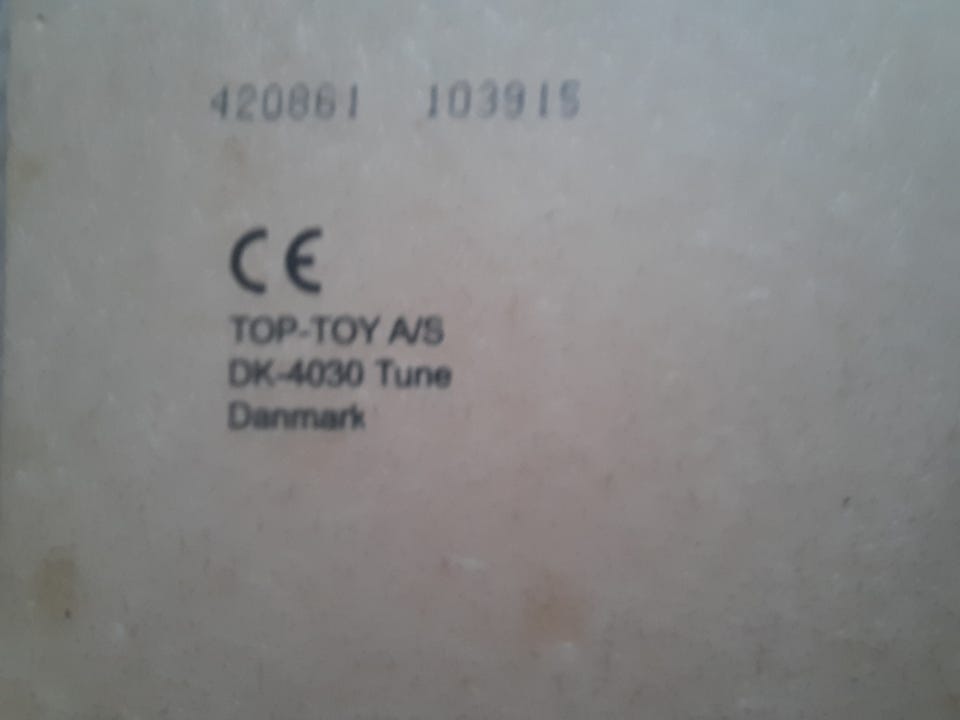 420861 103915
CE
TOP-TOY A/S
DK-4030 Tune
Danmark